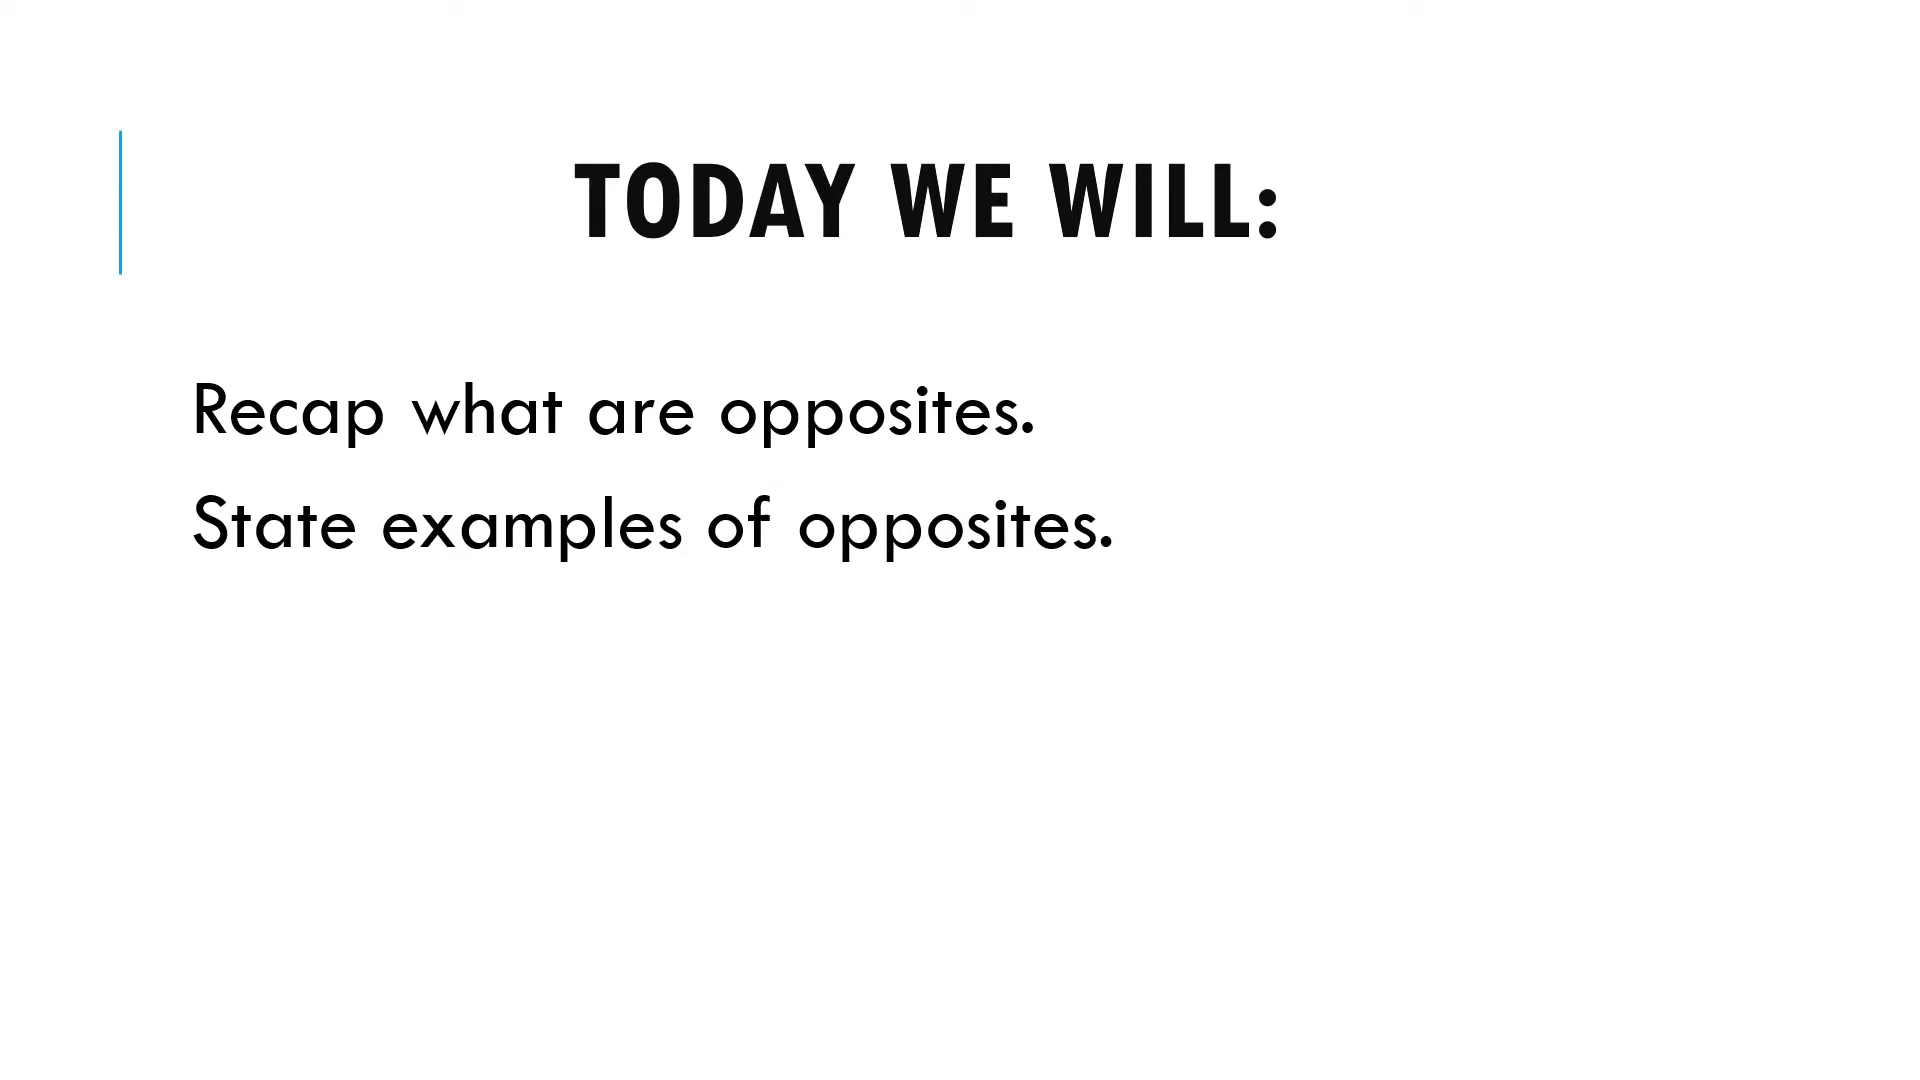 TODAY WE WILL:
Recap what are opposites.
State examples of opposites.